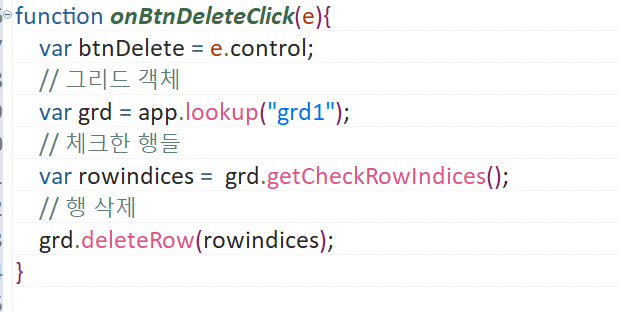 function onBtnDeleteClick(e){
var btnDelete = e.control;
// 그리드 객체
var grd = app.lookup("grd1");
// 체크한 행들
var rowindices =  grd.getCheckRowIndices();
// 행 삭제
grd.deleteRow(rowindices);
}